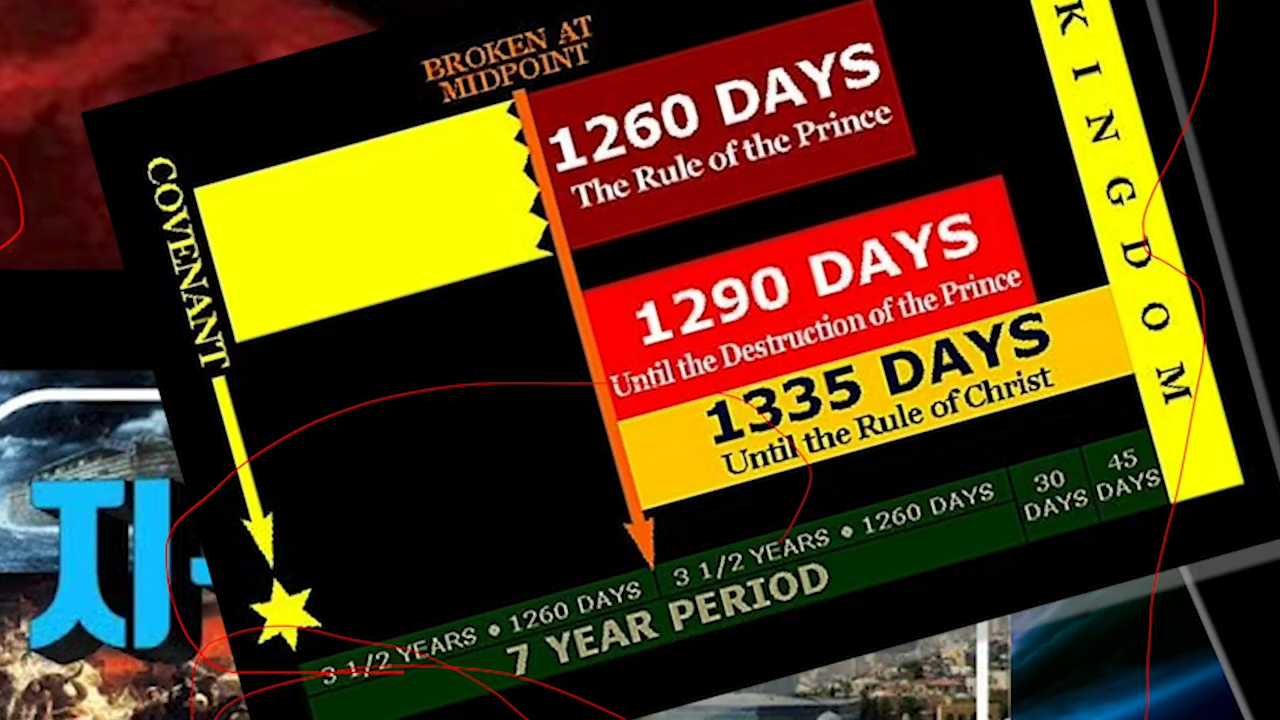 BROKEN AT
MIDPOINT
COVENANT
1260 DAYS
The Rule of the Prince
1290 DAYS
Until the Destruction of the Prince
1335 DAYS
Until the Rule of Christ
KINGDOM
3 1/2 YEARS • 1260 DAYS
3 1/2 YEARS • 1260 DAYS
30
DAYS
45
DAYS
7 YEAR PERIOD